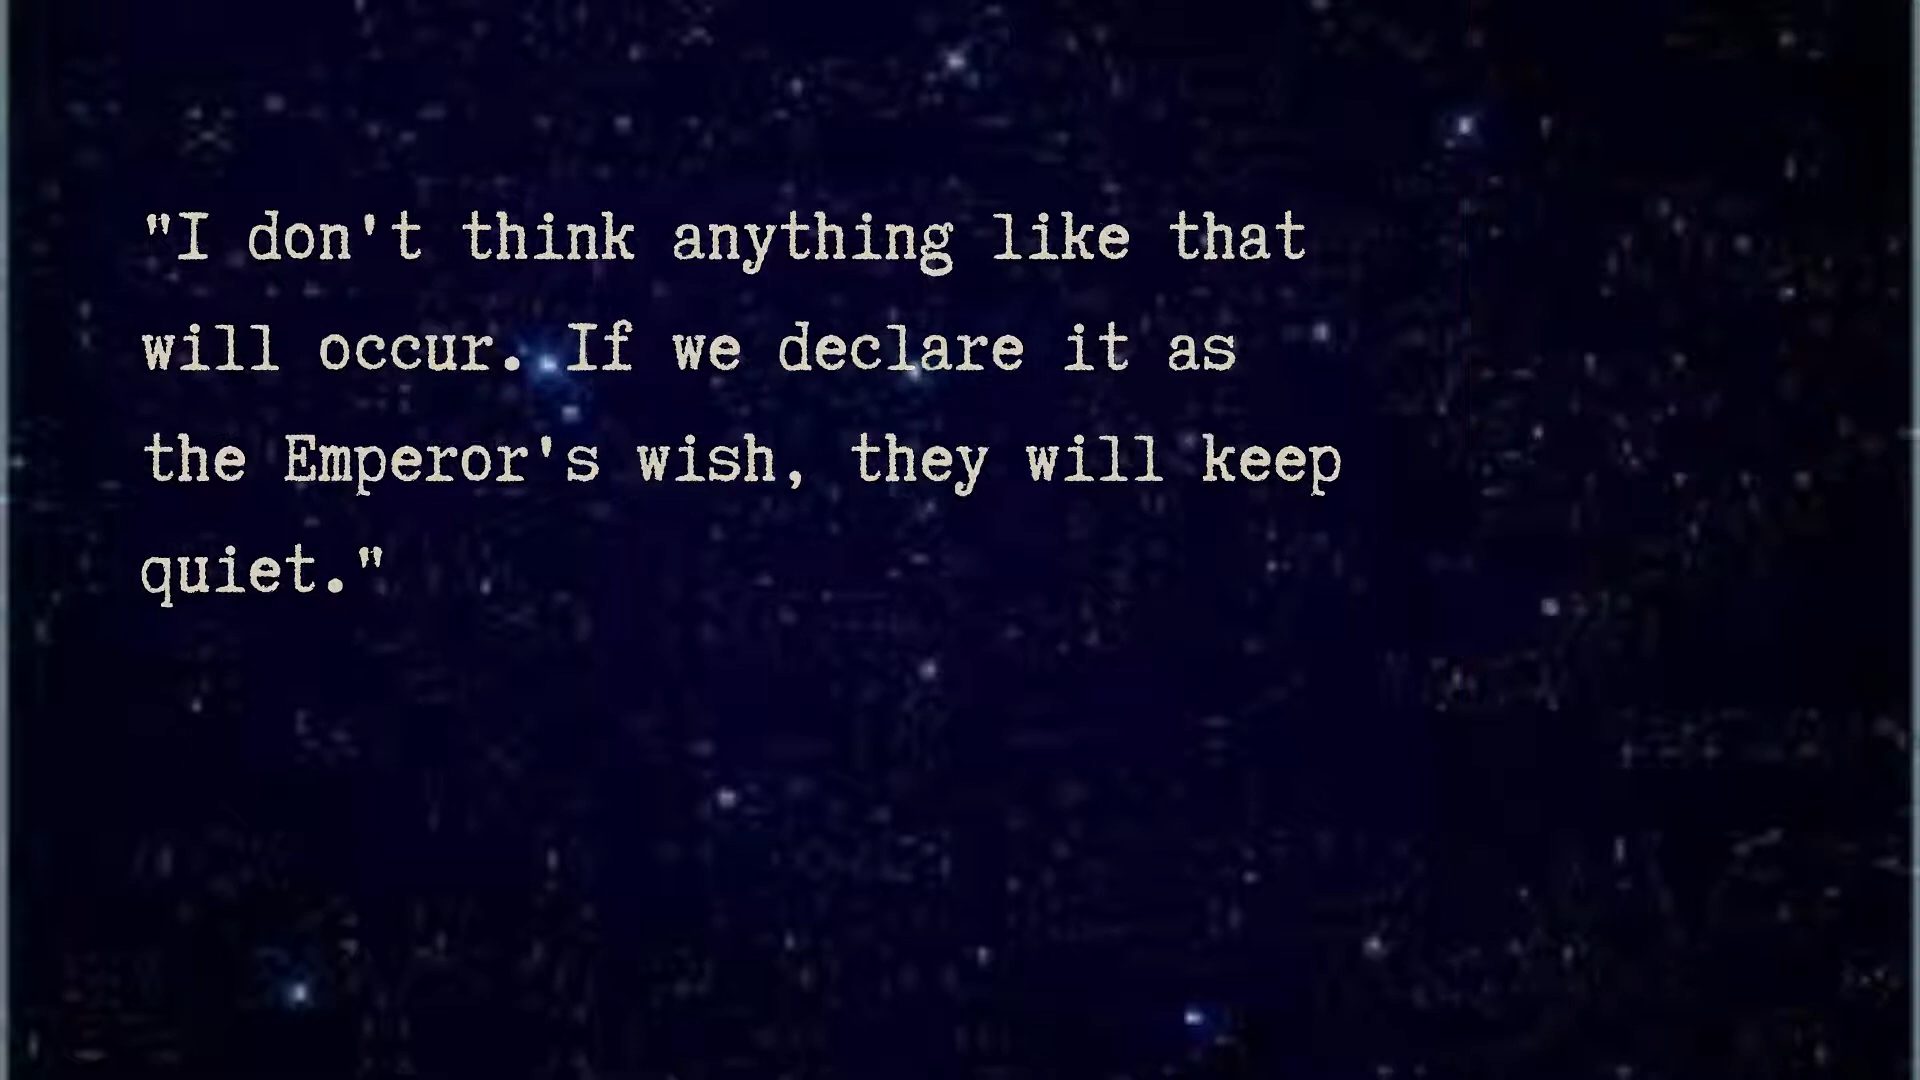 "I don't think anything like that
will occur. If we declare it as
the Emperor's wish, they will keep
quiet."